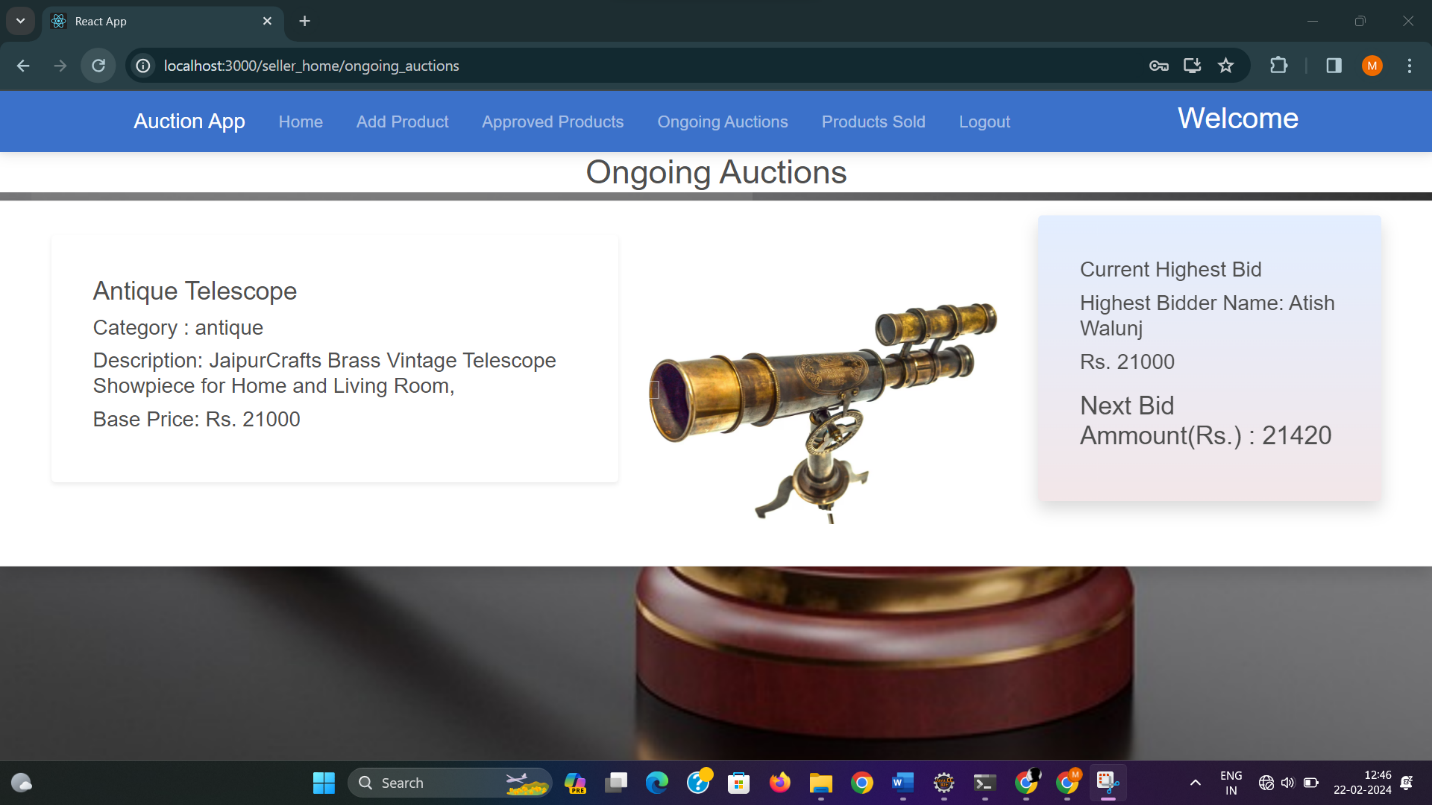 React App
localhost:3000/seller_home/ongoing_auctions
M
Auction App Home Add Product Approved Products Ongoing Auctions Products Sold Logout Welcome
Ongoing Auctions
Antique Telescope
Category : antique
Description: JaipurCrafts Brass Vintage Telescope
Showpiece for Home and Living Room,
Base Price: Rs. 21000
Current Highest Bid
Highest Bidder Name: Atish
Walunj
Rs. 21000
Next Bid
Ammount(Rs.) : 21420
Search
PRE
W
M
ENG
IN
12:46
22-02-2024